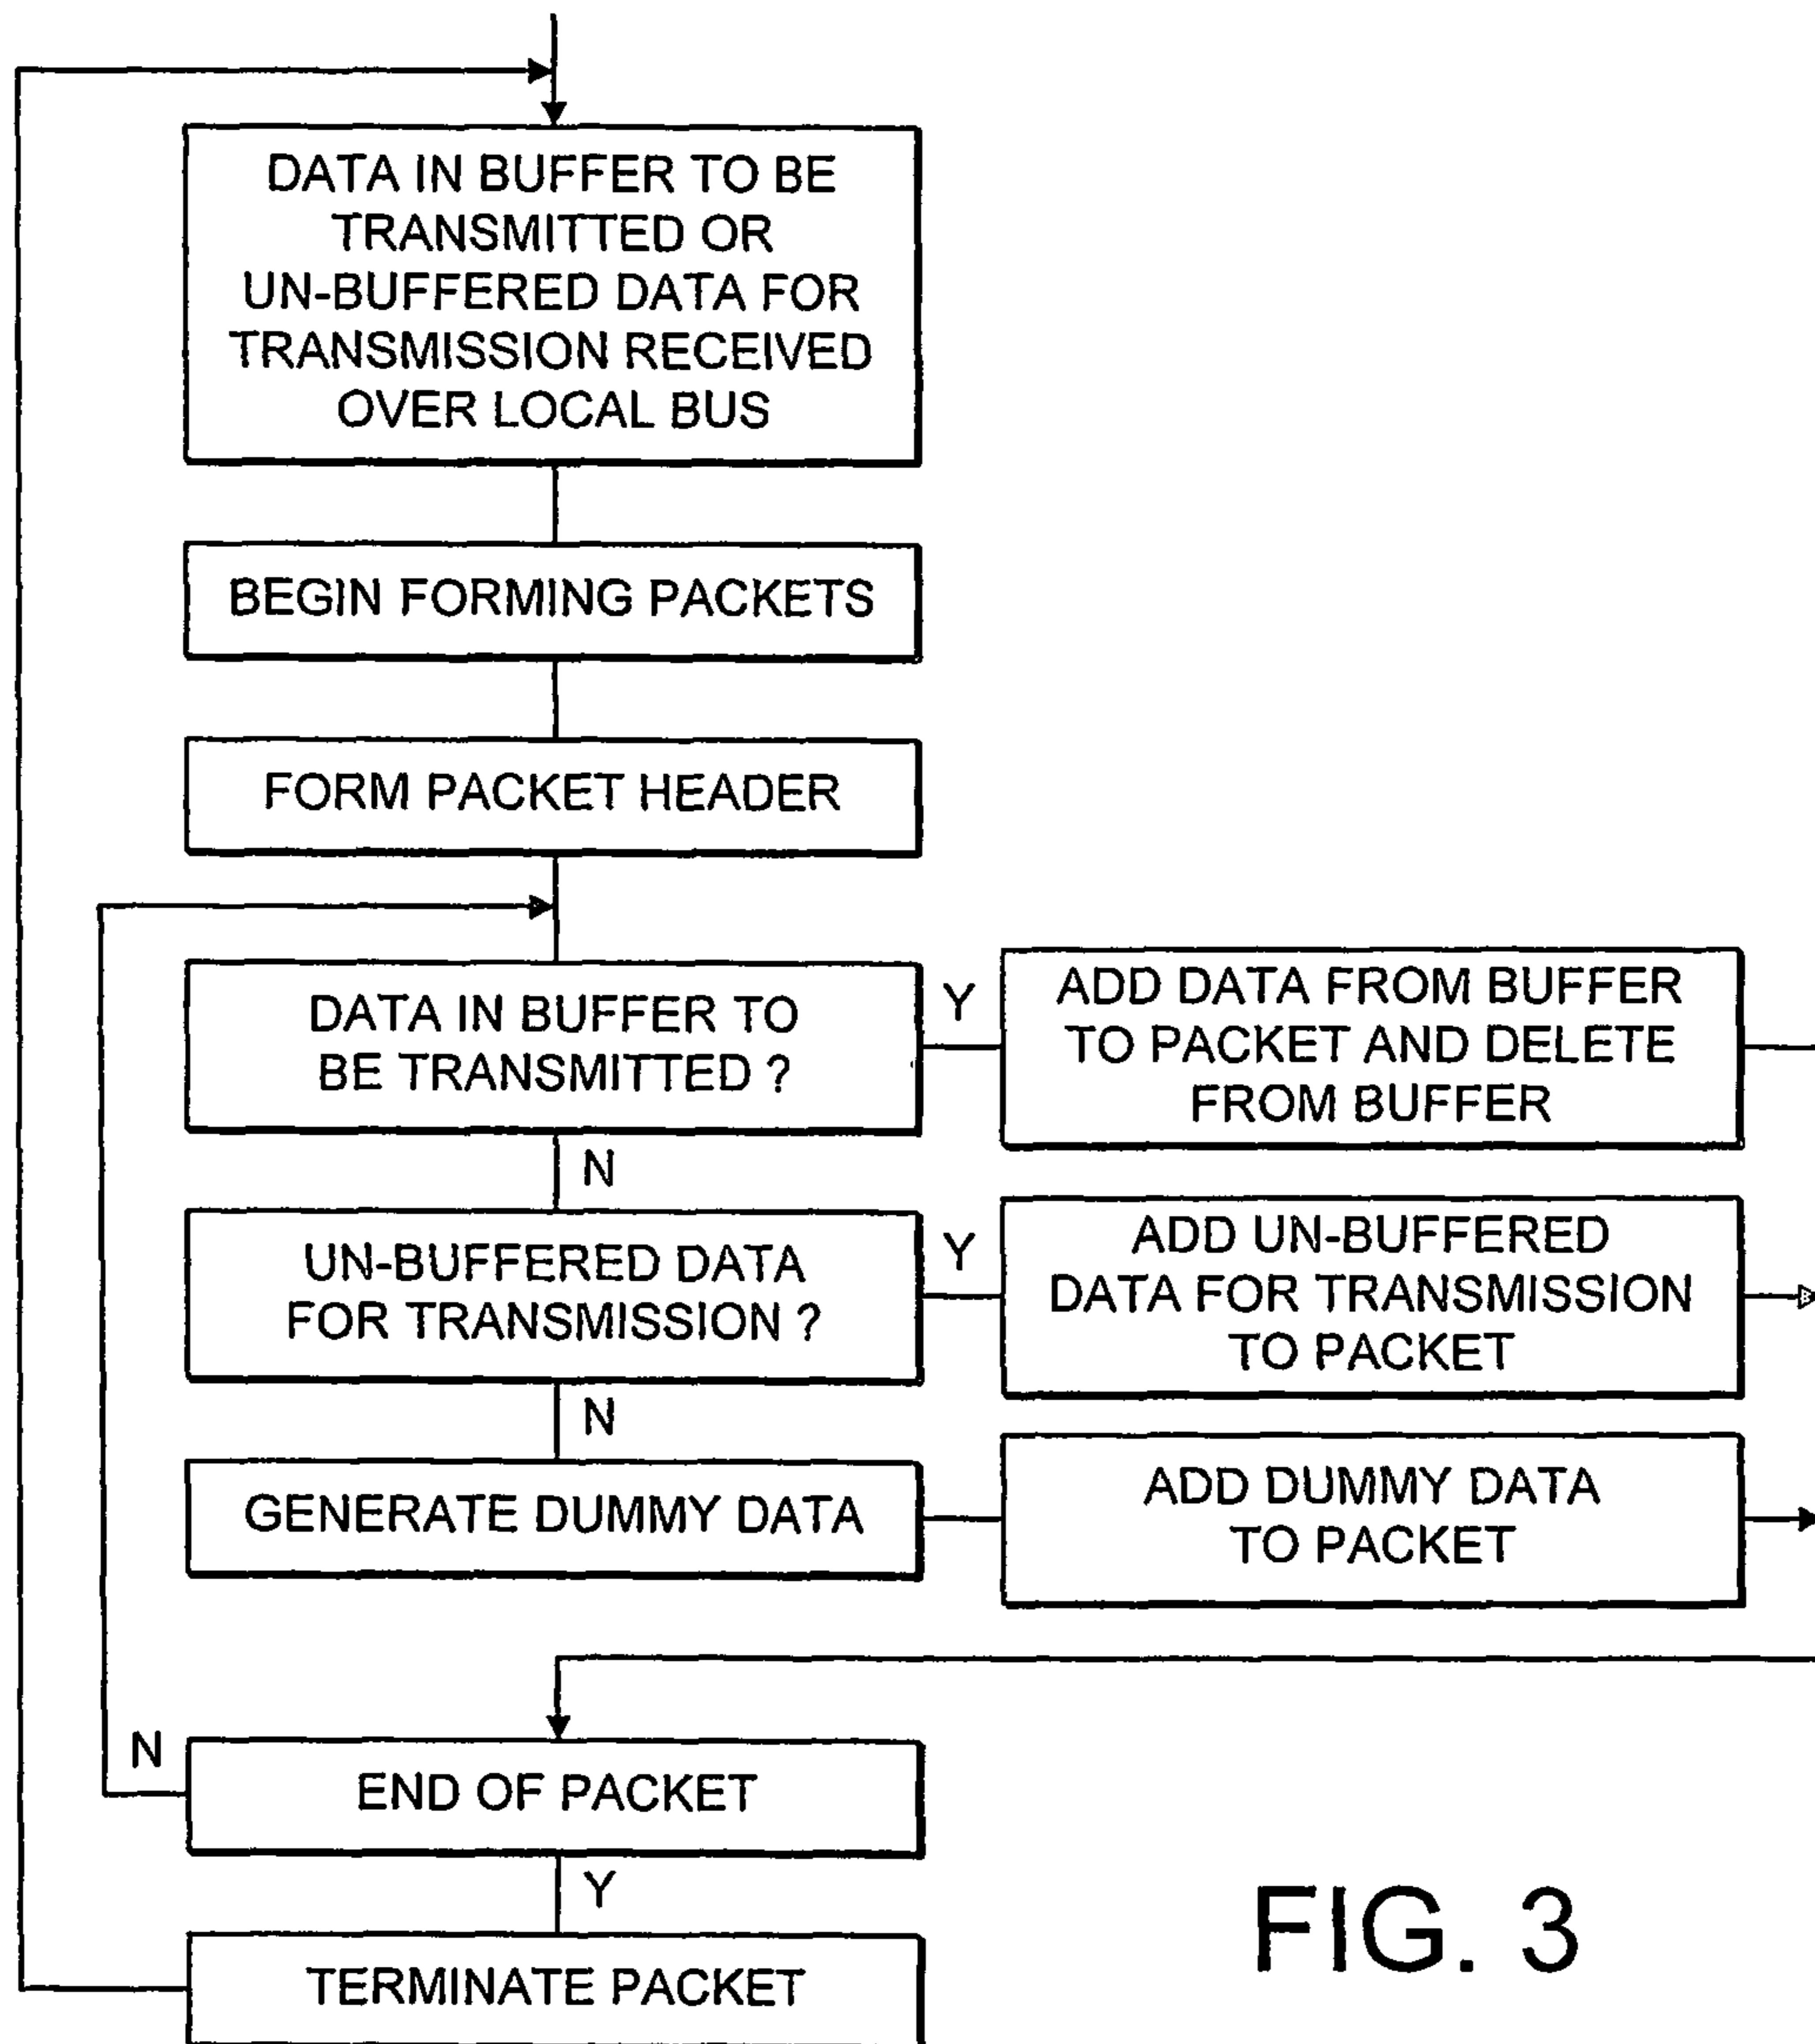 DATA IN BUFFER TO BE
TRANSMITTED OR
UN-BUFFERED DATA FOR
TRANSMISSION RECEIVED
OVER LOCAL BUS
BEGIN FORMING PACKETS
FORM PACKET HEADER
DATA IN BUFFER TO
BE TRANSMITTED ?
Y
ADD DATA FROM BUFFER
TO PACKET AND DELETE
FROM BUFFER
N
UN-BUFFERED DATA
FOR TRANSMISSION ?
Y
ADD UN-BUFFERED
DATA FOR TRANSMISSION
TO PACKET
N
GENERATE DUMMY DATA
ADD DUMMY DATA
TO PACKET
N
END OF PACKET
Y
TERMINATE PACKET
FIG. 3